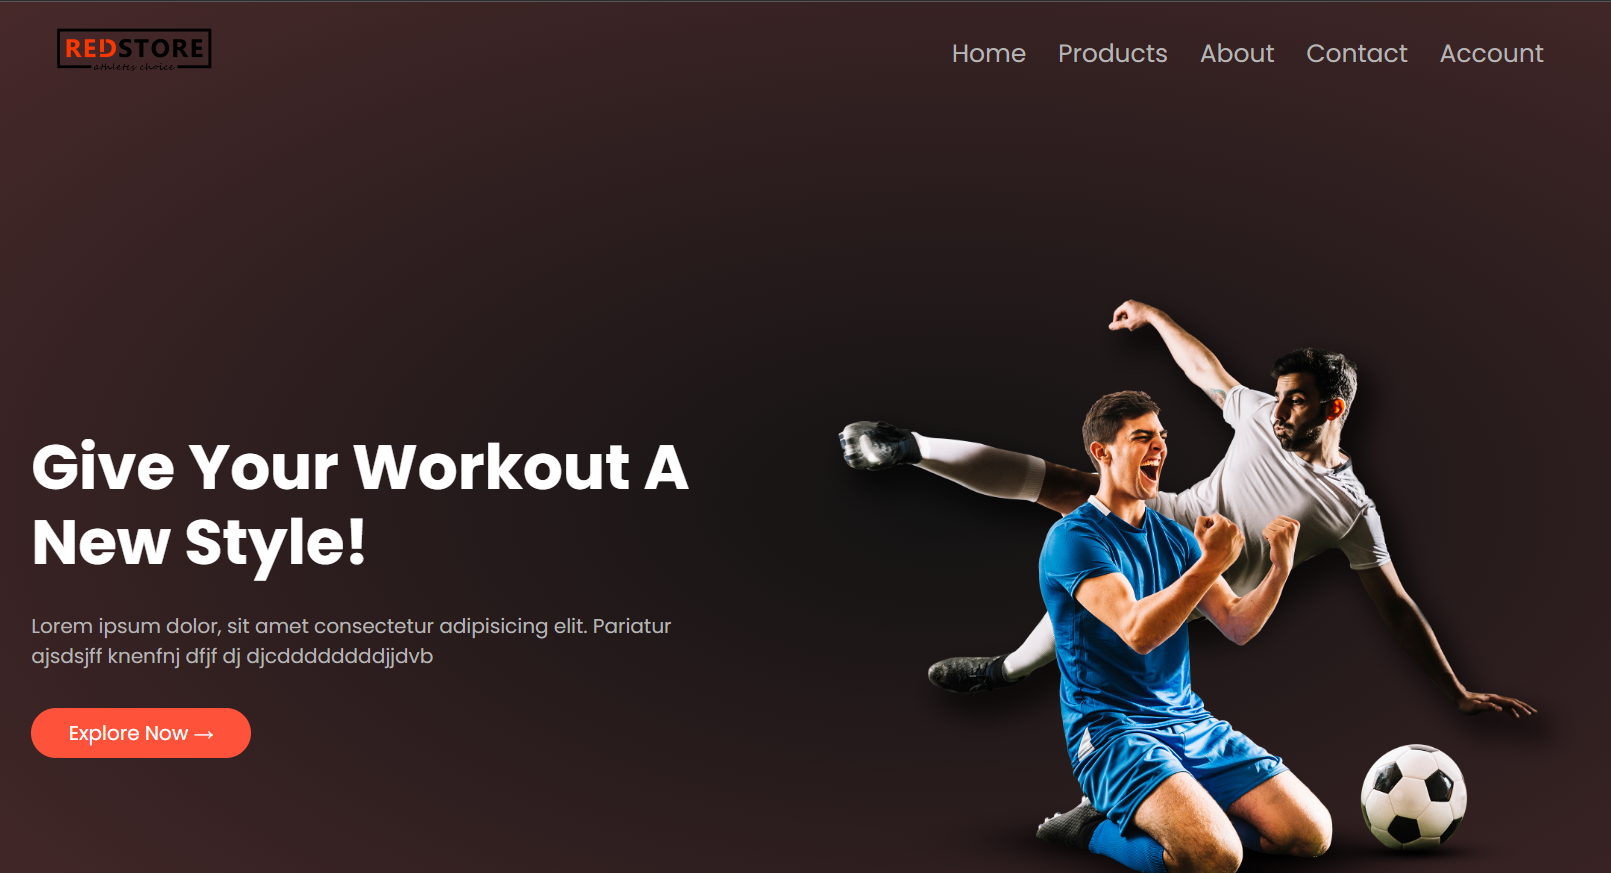 REDSTORE
athletes choice
Home Products About Contact Account
Give Your Workout A
New Style!
Lorem ipsum dolor, sit amet consectetur adipisicing elit. Pariatur
ajsdsjff knenfnj dfjf dj djcdddddddddjjdvb
Explore Now →